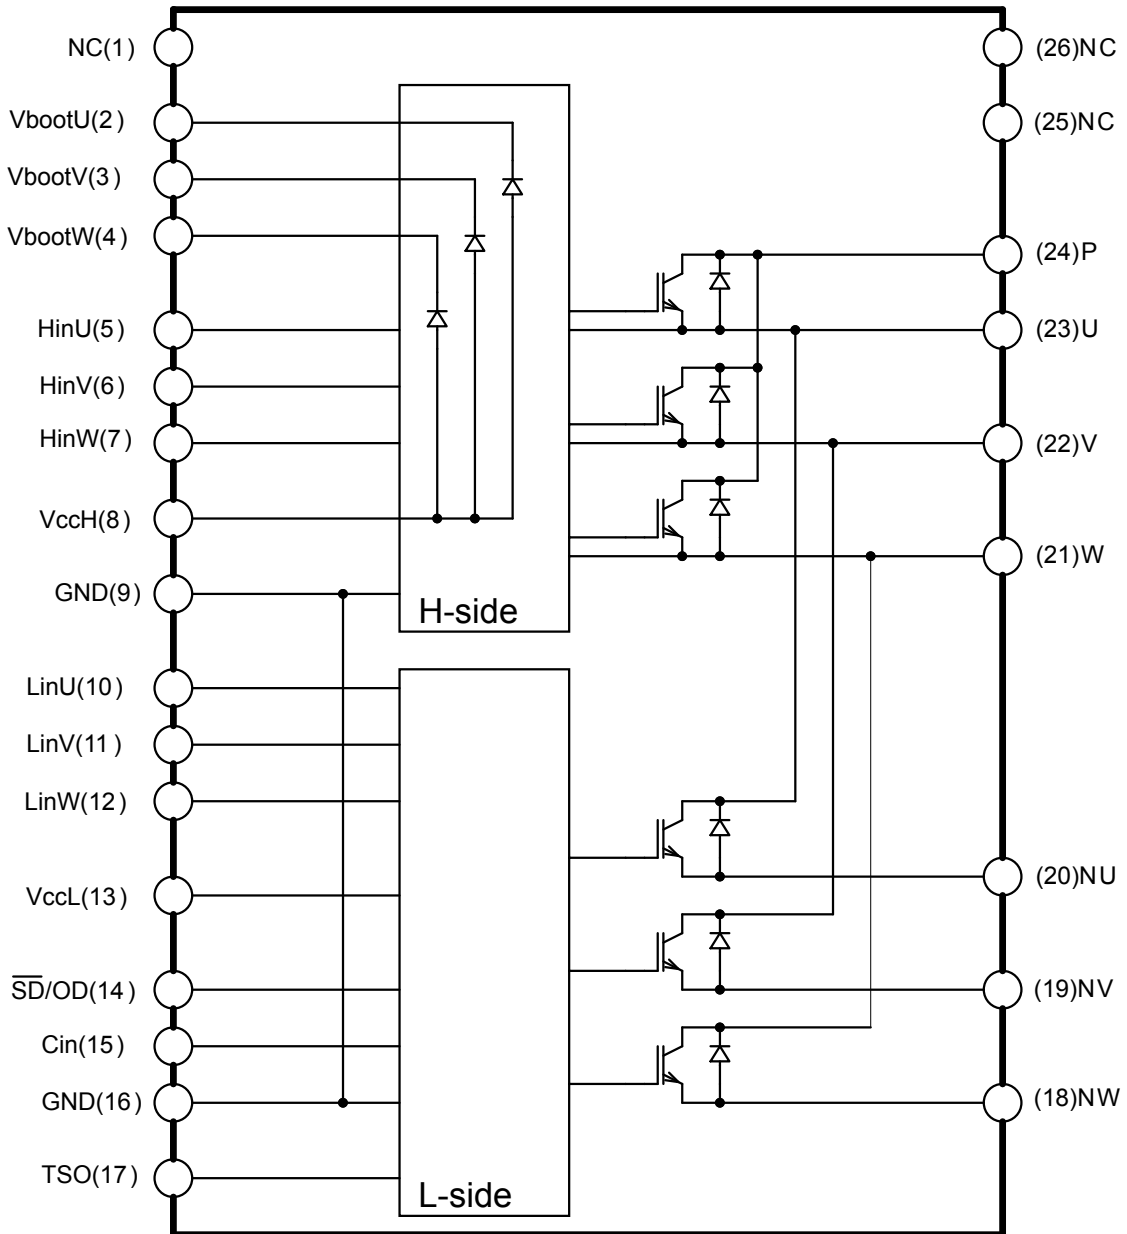 NC(1)
VbootU(2)
VbootV(3)
VbootW(4)
HinU(5)
HinV(6)
HinW(7)
VccH(8)
GND(9)
LinU(10)
LinV(11)
LinW(12)
VccL(13)
S̅D̅/OD(14)
Cin(15)
GND(16)
TSO(17)
H-side
L-side
(26)NC
(25)NC
(24)P
(23)U
(22)V
(21)W
(20)NU
(19)NV
(18)NW